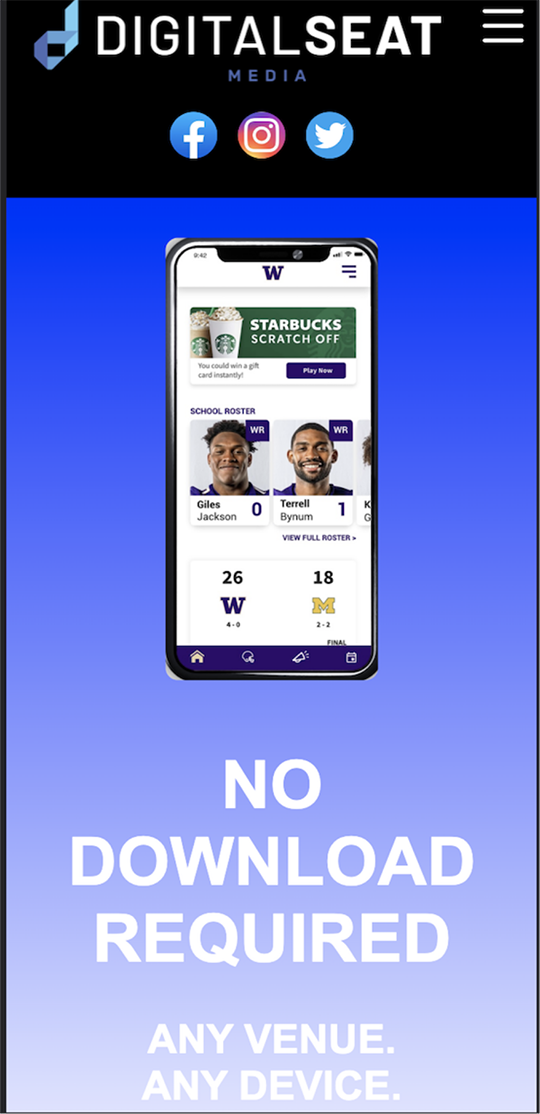 DIGITALSEAT
MEDIA
9:42
W
STARBUCKS
SCRATCH OFF
You could win a gift
card instantly!
Play Now
SCHOOL ROSTER
WR
WR
Giles
Jackson
0
Terrell
Bynum
1
K
G
VIEW FULL ROSTER >
26
18
W
M
4 - 0
2 - 2
FINAL
NO
DOWNLOAD
REQUIRED
ANY VENUE.
ANY DEVICE.